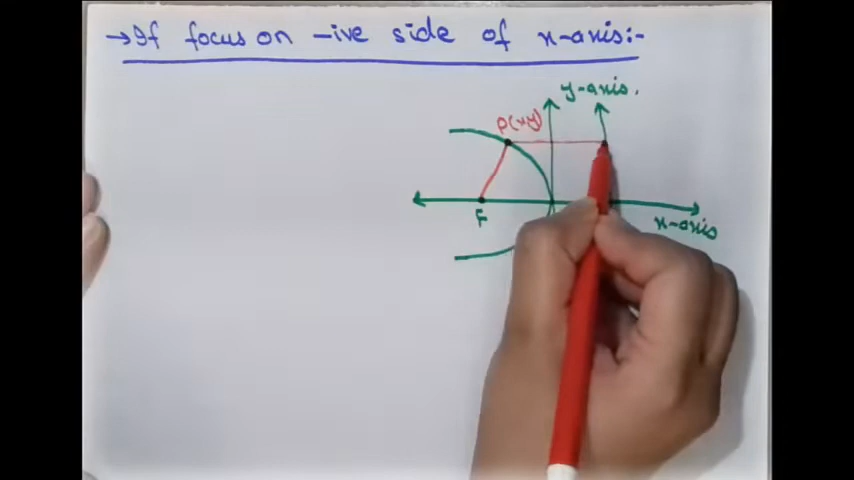 →If focus on -ive side of x-axis:-
y-axis.
P(x,y)
F
x-axis